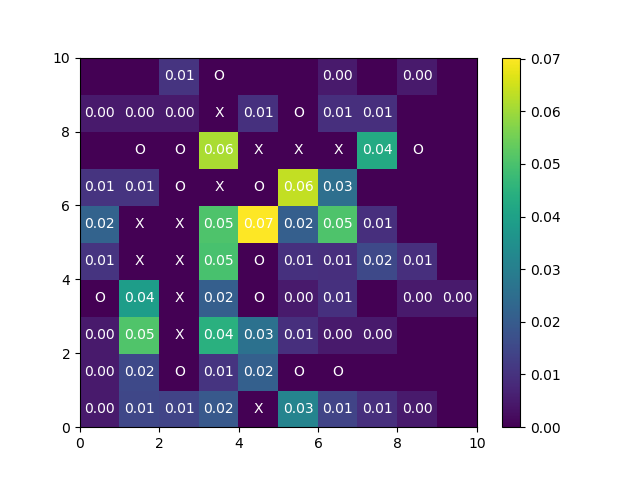 10 0.01 O 0.00 0.00 0.07
0.00 0.00 0.00 X 0.01 O 0.01 0.01 0.06
8 O O 0.06 X X X 0.04 O 0.05
0.01 0.01 O X O 0.06 0.03
6 0.02 X X 0.05 0.07 0.02 0.05 0.01 0.04
0.01 X X 0.05 O 0.01 0.01 0.02 0.01
4 O 0.04 X 0.02 O 0.00 0.01 0.00 0.00 0.03
0.00 0.05 X 0.04 0.03 0.01 0.00 0.00 0.02
2 0.00 0.02 O 0.01 0.02 O O 0.01
0.00 0.01 0.01 0.02 X 0.03 0.01 0.01 0.00
0 0.00
0 2 4 6 8 10